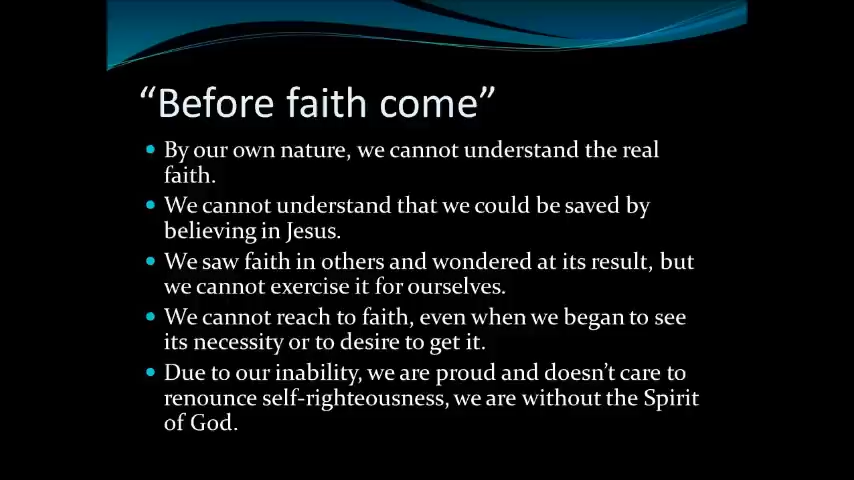 “Before faith come”
• By our own nature, we cannot understand the real
faith.
• We cannot understand that we could be saved by
believing in Jesus.
• We saw faith in others and wondered at its result, but
we cannot exercise it for ourselves.
• We cannot reach to faith, even when we began to see
its necessity or to desire to get it.
• Due to our inability, we are proud and doesn’t care to
renounce self-righteousness, we are without the Spirit
of God.